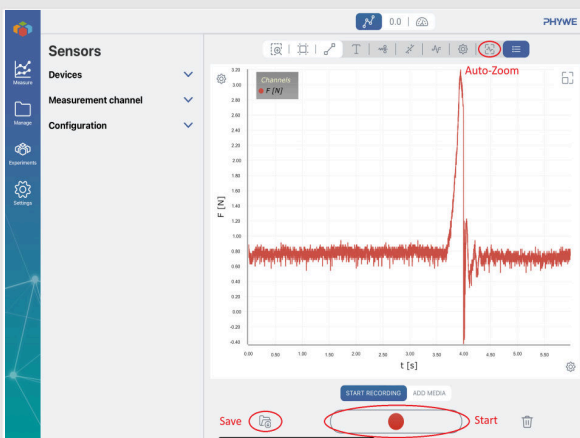 0.0
PHYWE
Sensors
Devices
Measurement channel
Configuration
Measure
Manage
Experiments
Settings
T
Auto-Zoom
Channels
F [N]
3.20
3.00
2.80
2.60
2.40
2.20
2.00
1.80
1.60
1.40
1.20
1.00
0.80
0.60
0.40
0.20
0.00
-0.20
-0.40
F [N]
0.00 0.50 1.00 1.50 2.00 2.50 3.00 3.50 4.00 4.50 5.00 5.50
t [s]
START RECORDING ADD MEDIA
Save Start